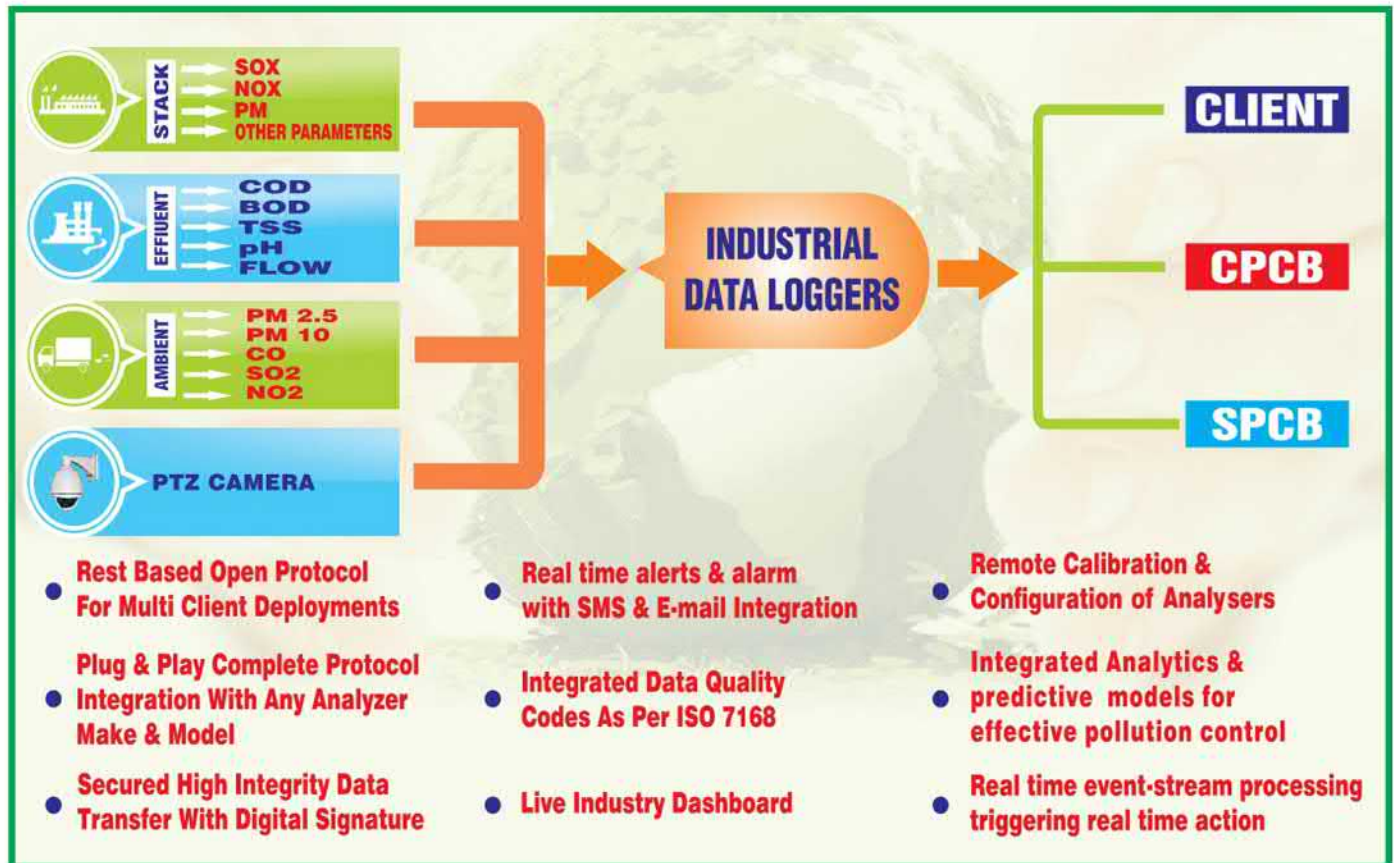 STACK
SOX
NOX
PM
OTHER PARAMETERS
EFFIUENT
COD
BOD
TSS
pH
FLOW
AMBIENT
PM 2.5
PM 10
CO
SO2
NO2
PTZ CAMERA
INDUSTRIAL
DATA LOGGERS
CLIENT
CPCB
SPCB
Rest Based Open Protocol
For Multi Client Deployments
Plug & Play Complete Protocol
Integration With Any Analyzer
Make & Model
Secured High Integrity Data
Transfer With Digital Signature
Real time alerts & alarm
with SMS & E-mail Integration
Integrated Data Quality
Codes As Per ISO 7168
Live Industry Dashboard
Remote Calibration &
Configuration of Analysers
Integrated Analytics &
predictive models for
effective pollution control
Real time event-stream processing
triggering real time action